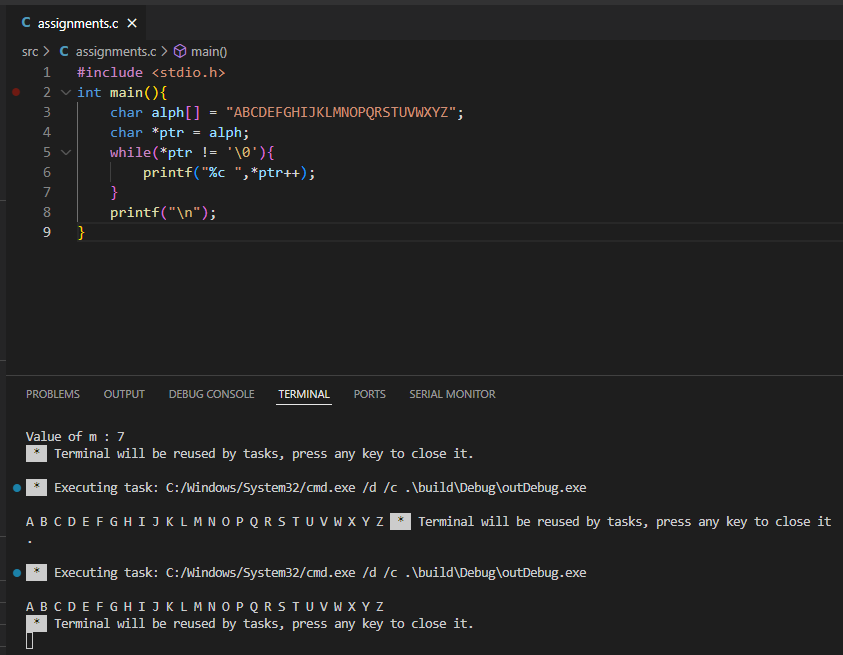 C assignments.c ×
src > C assignments.c > main()
1 #include <stdio.h>
2 int main(){
3 char alph[] = "ABCDEFGHIJKLMNOPQRSTUVWXYZ";
4 char *ptr = alph;
5 while(*ptr != '\0'){
6 printf("%c ",*ptr++);
7 }
8 printf("\n");
9 }
PROBLEMS OUTPUT DEBUG CONSOLE TERMINAL PORTS SERIAL MONITOR
Value of m : 7
* Terminal will be reused by tasks, press any key to close it.
* Executing task: C:/Windows/System32/cmd.exe /d /c .\build\Debug\outDebug.exe
A B C D E F G H I J K L M N O P Q R S T U V W X Y Z * Terminal will be reused by tasks, press any key to close it
.
* Executing task: C:/Windows/System32/cmd.exe /d /c .\build\Debug\outDebug.exe
A B C D E F G H I J K L M N O P Q R S T U V W X Y Z
* Terminal will be reused by tasks, press any key to close it.